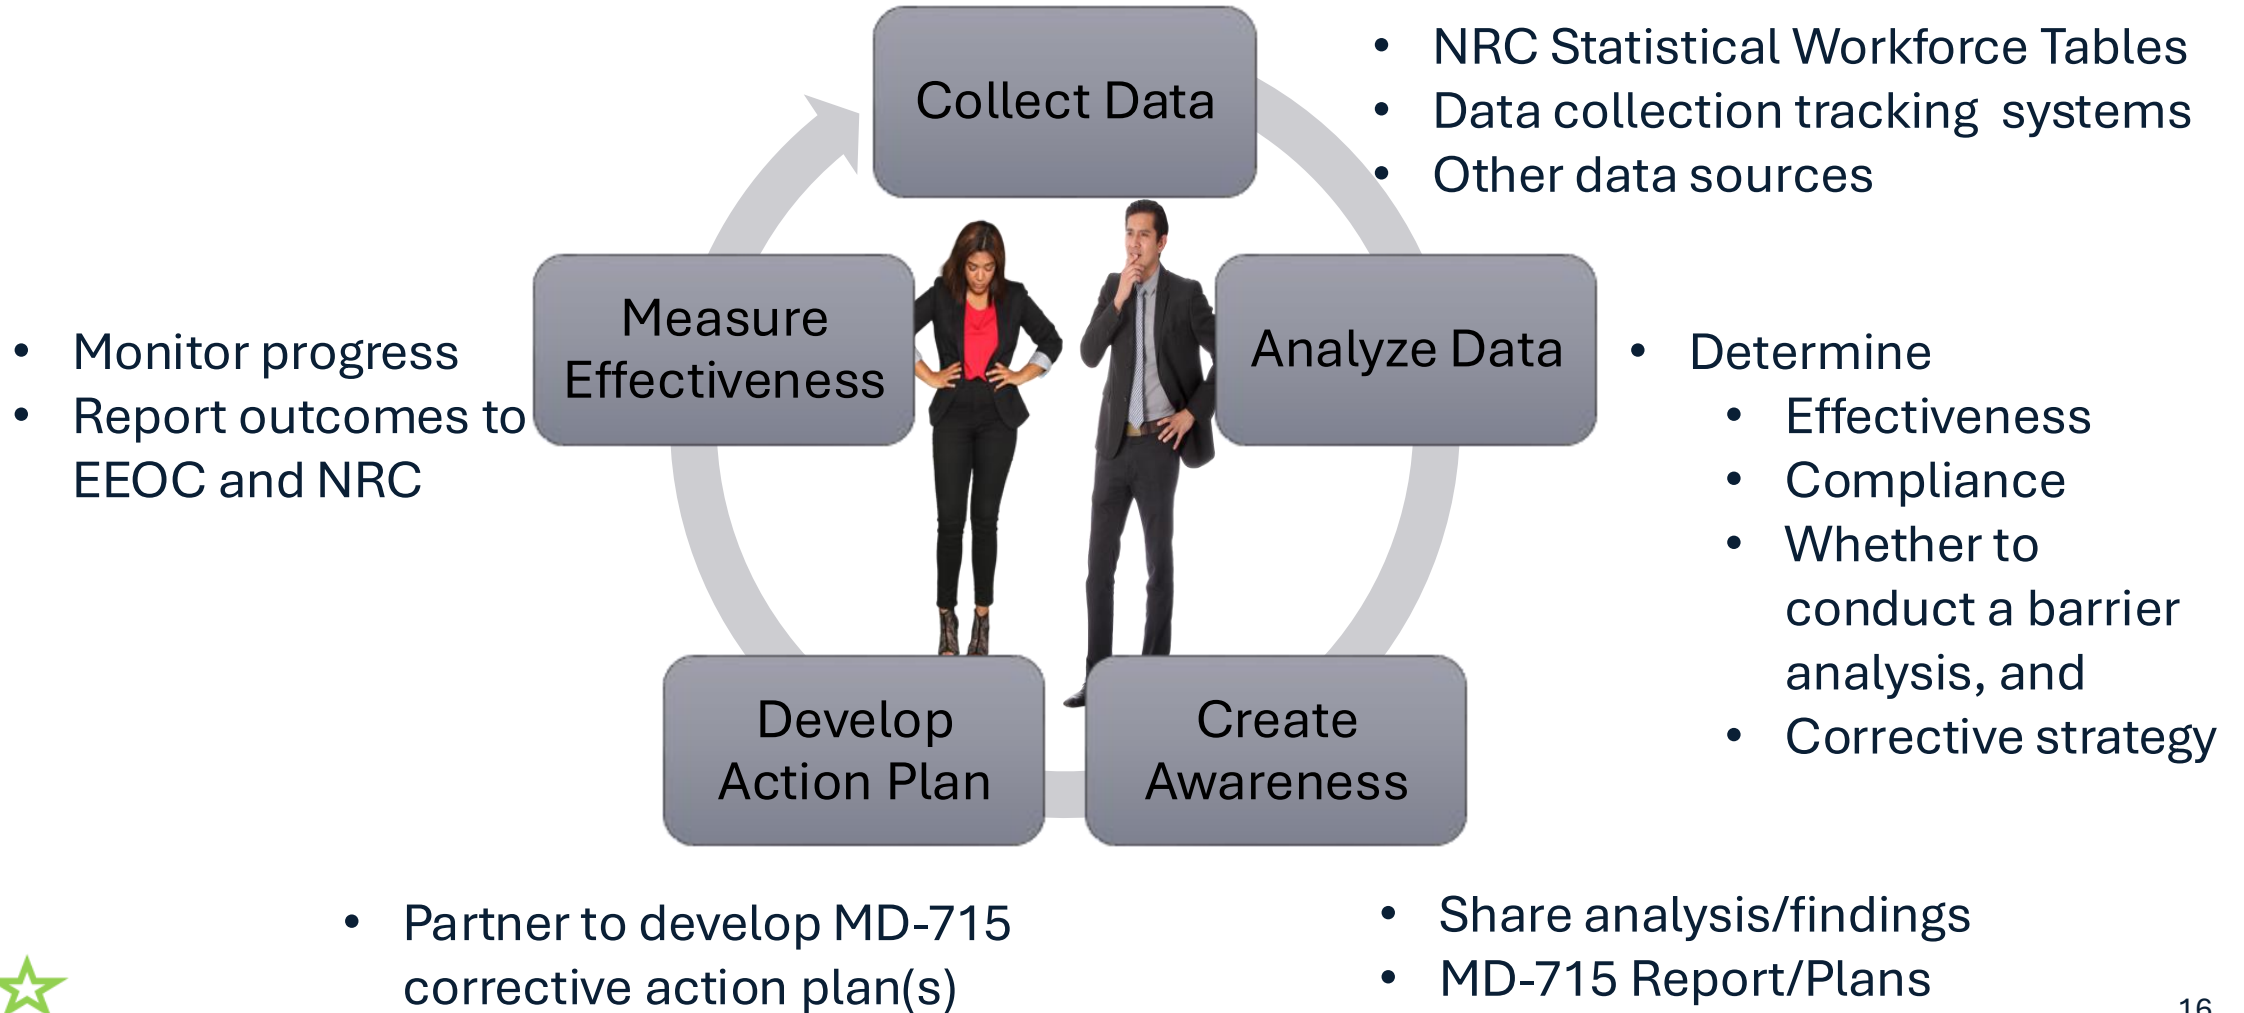 Collect Data
• NRC Statistical Workforce Tables
• Data collection tracking  systems
• Other data sources
Analyze Data
• Determine
• Effectiveness
• Compliance
• Whether to
conduct a barrier
analysis, and
• Corrective strategy
Create
Awareness
• Share analysis/findings
• MD-715 Report/Plans
Develop
Action Plan
• Partner to develop MD-715
corrective action plan(s)
Measure
Effectiveness
• Monitor progress
• Report outcomes to
EEOC and NRC
16